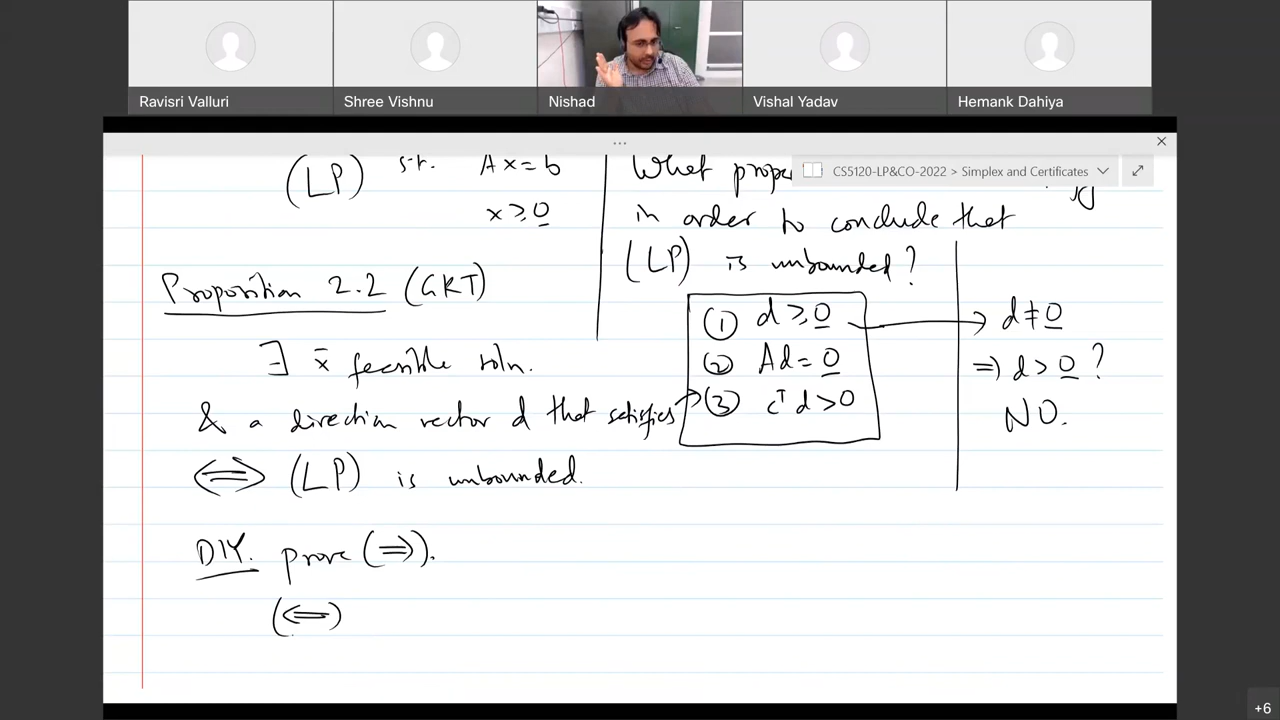 Ravisri Valluri
Shree Vishnu
Nishad
Vishal Yadav
Hemank Dahiya
CS5120-LP&CO-2022 > Simplex and Certificates
(LP) s.t. Ax = b
x ≥ 0
What
in order to conclude that
(LP) is unbounded?
① d ≥ 0
② Ad = 0
③ cᵀd > 0
d ≠ 0
⇒ d > 0 ?
NO.
Proposition 2.2 (GKT)
∃ x̄ feasible soln.
& a direction vector d that satisfies
⟺ (LP) is unbounded.
DIY. prove (⇒).
(⇐)
+6